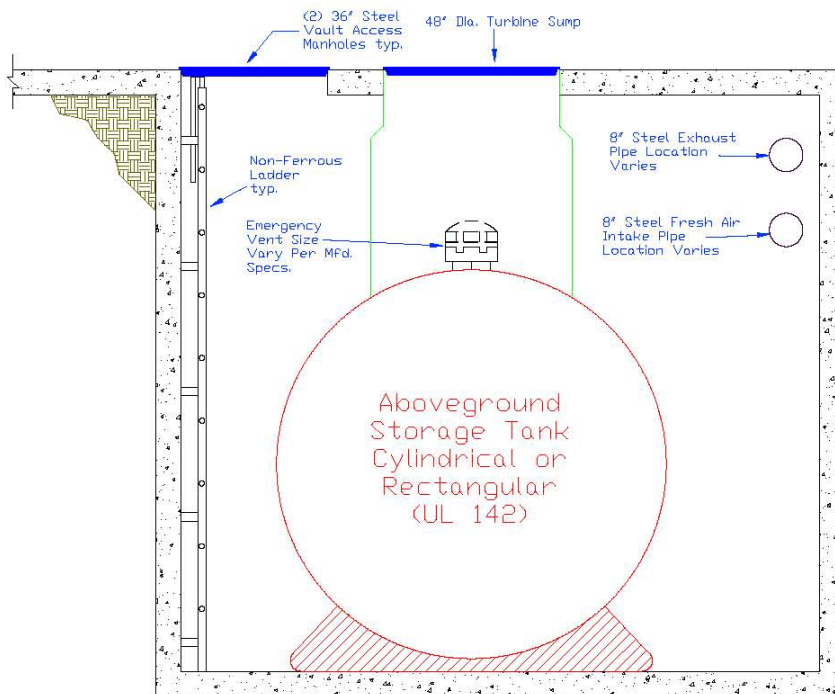 (2) 36" Steel
Vault Access
Manholes typ.
48" Dia. Turbine Sump
Non-Ferrous
Ladder
typ.
Emergency
Vent Size
Vary Per Mfd.
Specs.
8" Steel Exhaust
Pipe Location
Varies
8" Steel Fresh Air
Intake Pipe
Location Varies
Aboveground
Storage Tank
Cylindrical or
Rectangular
(UL 142)